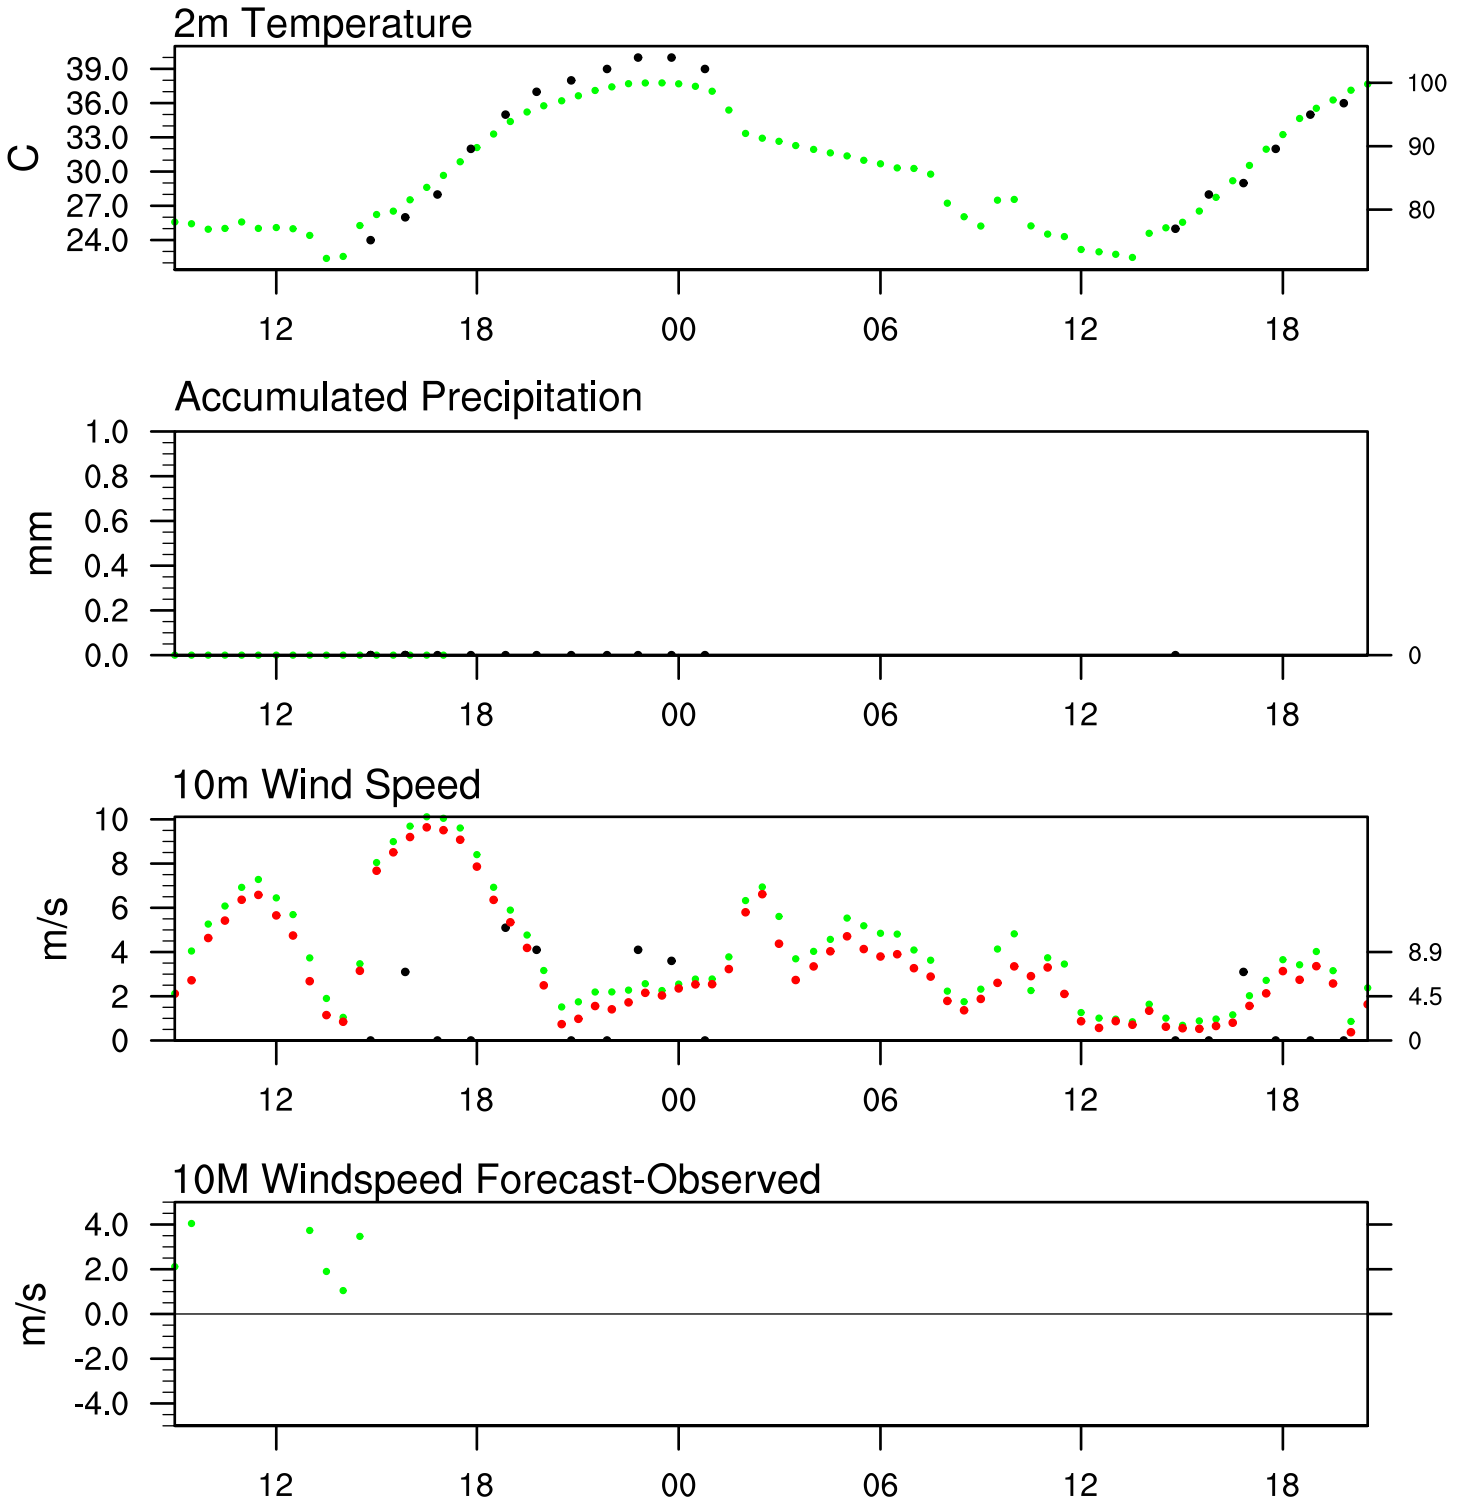 2m Temperature
39.0
36.0
33.0
30.0
27.0
24.0
C
100
90
80
12 18 00 06 12 18
Accumulated Precipitation
1.0
0.8
0.6
0.4
0.2
0.0
mm
0
12 18 00 06 12 18
10m Wind Speed
10
8
6
4
2
0
m/s
8.9
4.5
0
12 18 00 06 12 18
10M Windspeed Forecast-Observed
4.0
2.0
0.0
-2.0
-4.0
m/s
12 18 00 06 12 18